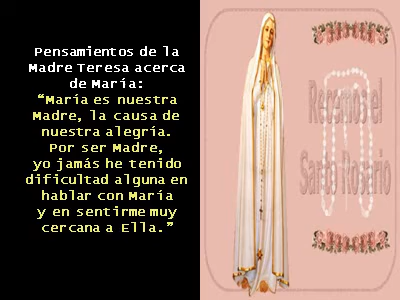 Pensamientos de la
Madre Teresa acerca
de María:
“María es nuestra
Madre, la causa de
nuestra alegría.
Por ser Madre,
yo jamás he tenido
dificultad alguna en
hablar con María
y en sentirme muy
cercana a Ella.”
Recemos el
Santo Rosario